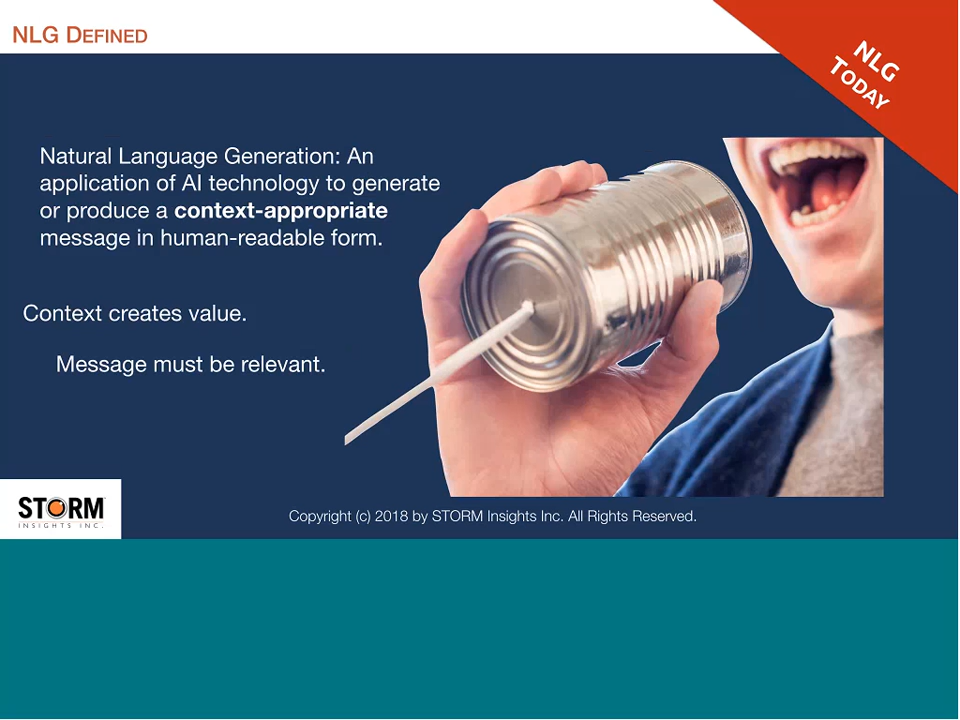 NLG DEFINED
NLG
TODAY
Natural Language Generation: An
application of AI technology to generate
or produce a context-appropriate
message in human-readable form.
Context creates value.
Message must be relevant.
STORM
INSIGHTS INC.
Copyright (c) 2018 by STORM Insights Inc. All Rights Reserved.